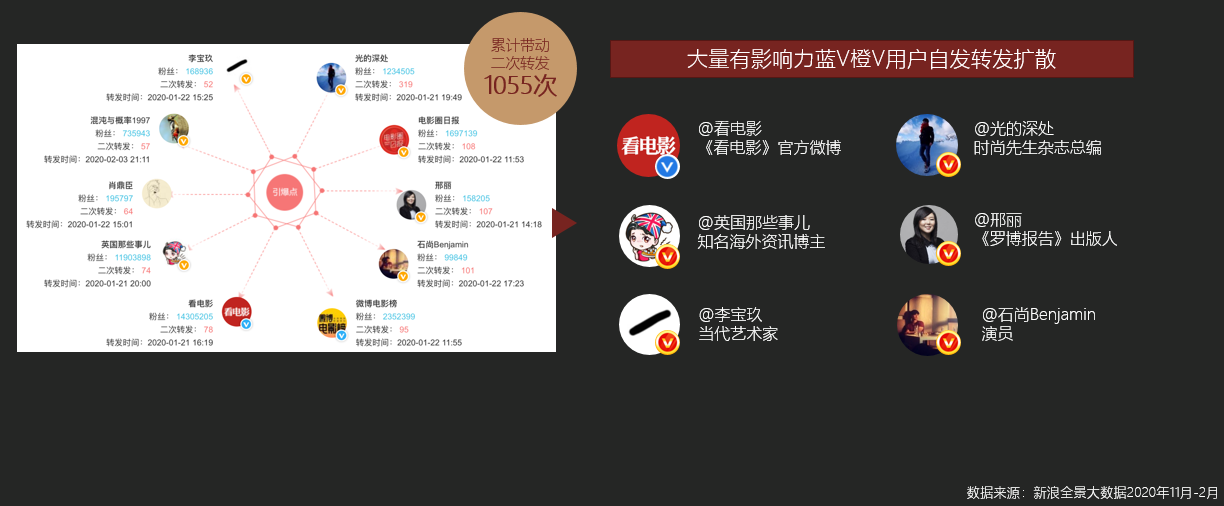 累计带动
二次转发
1055次
李宝玖
粉丝： 168936
二次转发： 52
转发时间： 2020-01-22 15:25
光的深处
粉丝： 1234505
二次转发： 319
转发时间： 2020-01-21 19:49
混沌与概率1997
粉丝： 735943
二次转发： 57
转发时间： 2020-02-03 21:11
电影圈日报
粉丝： 1697139
二次转发： 108
转发时间： 2020-01-22 11:53
肖鼎臣
粉丝： 195797
二次转发： 64
转发时间： 2020-01-22 15:01
引爆点
邢丽
粉丝： 158205
二次转发： 107
转发时间： 2020-01-21 14:18
英国那些事儿
粉丝： 11903898
二次转发： 74
转发时间： 2020-01-21 20:00
石尚Benjamin
粉丝： 99849
二次转发： 101
转发时间： 2020-01-22 17:23
看电影
粉丝： 14305205
二次转发： 78
转发时间： 2020-01-21 16:19
看电影
微博
电影榜
微博电影榜
粉丝： 2352399
二次转发： 95
转发时间： 2020-01-22 11:55
大量有影响力蓝V橙V用户自发转发扩散
看电影
@看电影
《看电影》官方微博
@光的深处
时尚先生杂志总编
@英国那些事儿
知名海外资讯博主
@邢丽
《罗博报告》出版人
@李宝玖
当代艺术家
@石尚Benjamin
演员
数据来源：新浪全景大数据2020年11月-2月